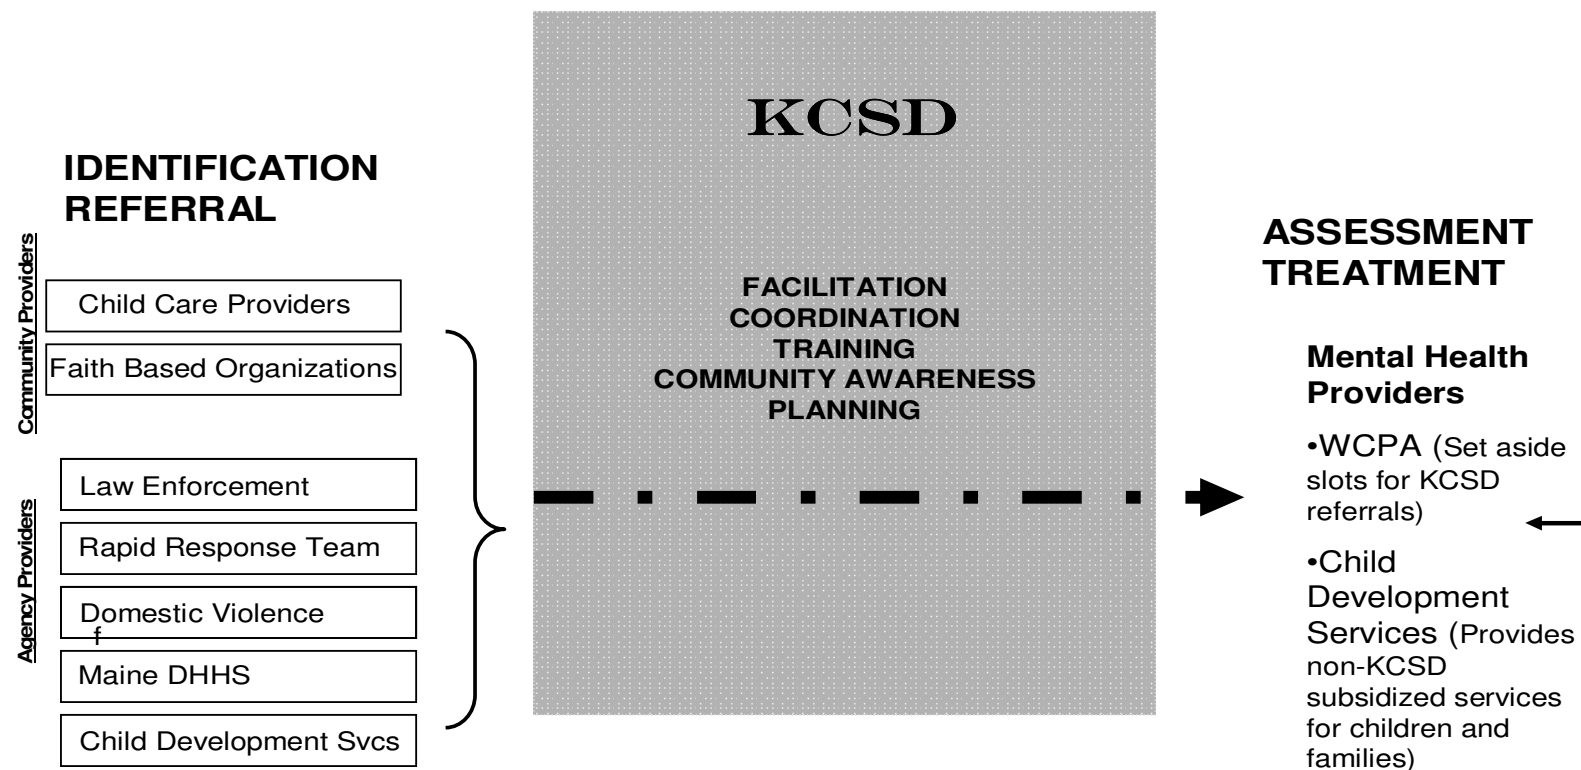 IDENTIFICATION
REFERRAL
Community Providers
Child Care Providers
Faith Based Organizations
Agency Providers
Law Enforcement
Rapid Response Team
Domestic Violence
f
Maine DHHS
Child Development Svcs
KCSD
FACILITATION
COORDINATION
TRAINING
COMMUNITY AWARENESS
PLANNING
ASSESSMENT
TREATMENT
Mental Health
Providers
•WCPA (Set aside
slots for KCSD
referrals)
•Child
Development
Services (Provides
non-KCSD
subsidized services
for children and
families)